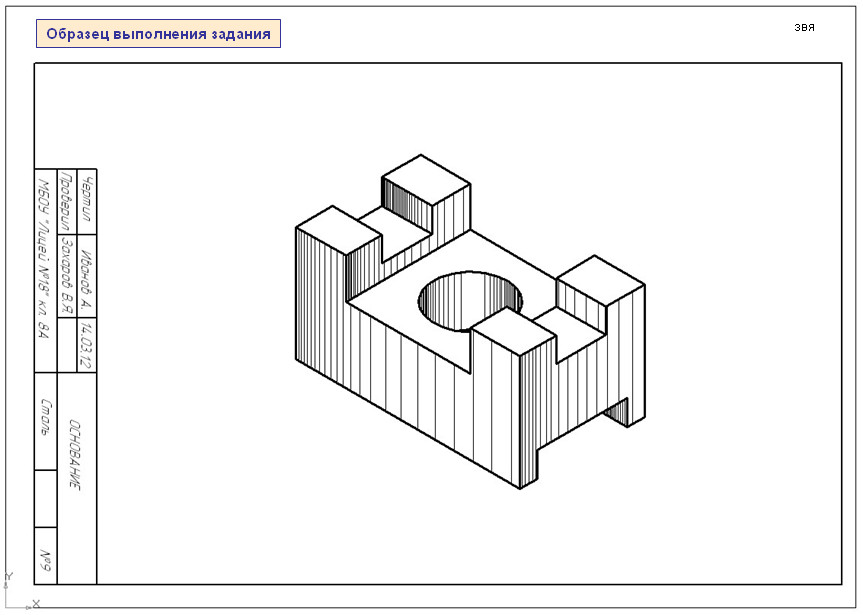 Образец выполнения задания
ЗВЯ
Чертил Иванов А. 14.03.12
Проверил Захаров В.Я
МБОУ "Лицей №18" кл. 8А
ОСНОВАНИЕ
Сталь
№9
Y
X